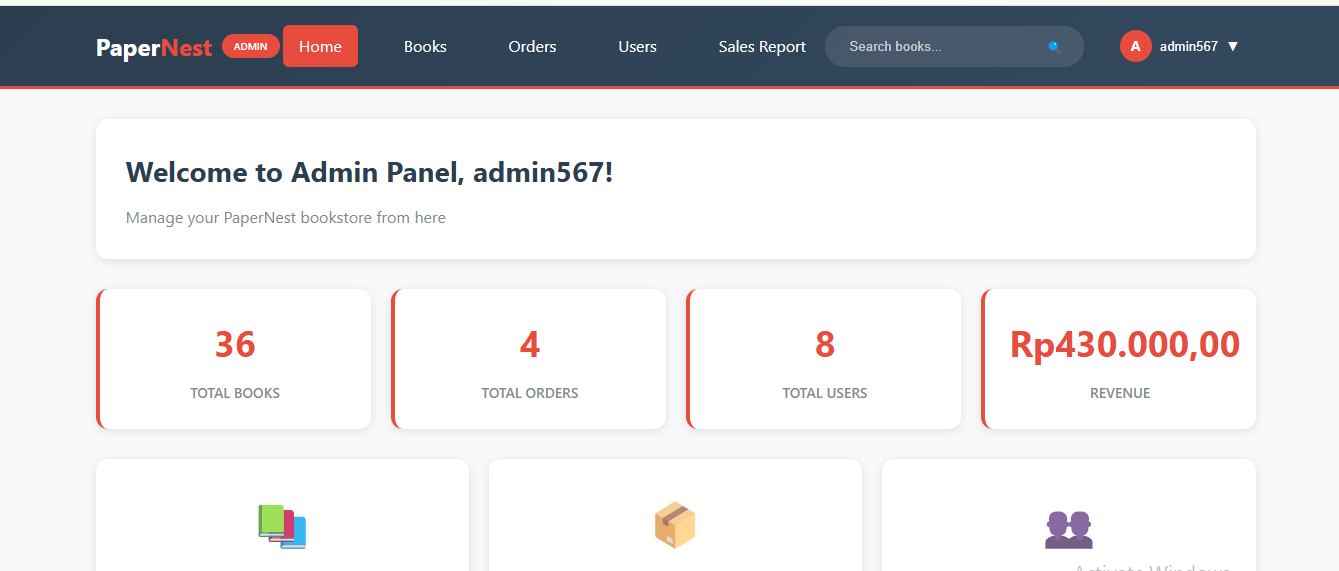 PaperNest ADMIN Home Books Orders Users Sales Report Search books... A admin567 ▼
Welcome to Admin Panel, admin567!
Manage your PaperNest bookstore from here
36 4 8 Rp430.000,00
TOTAL BOOKS TOTAL ORDERS TOTAL USERS REVENUE
Activate Windows